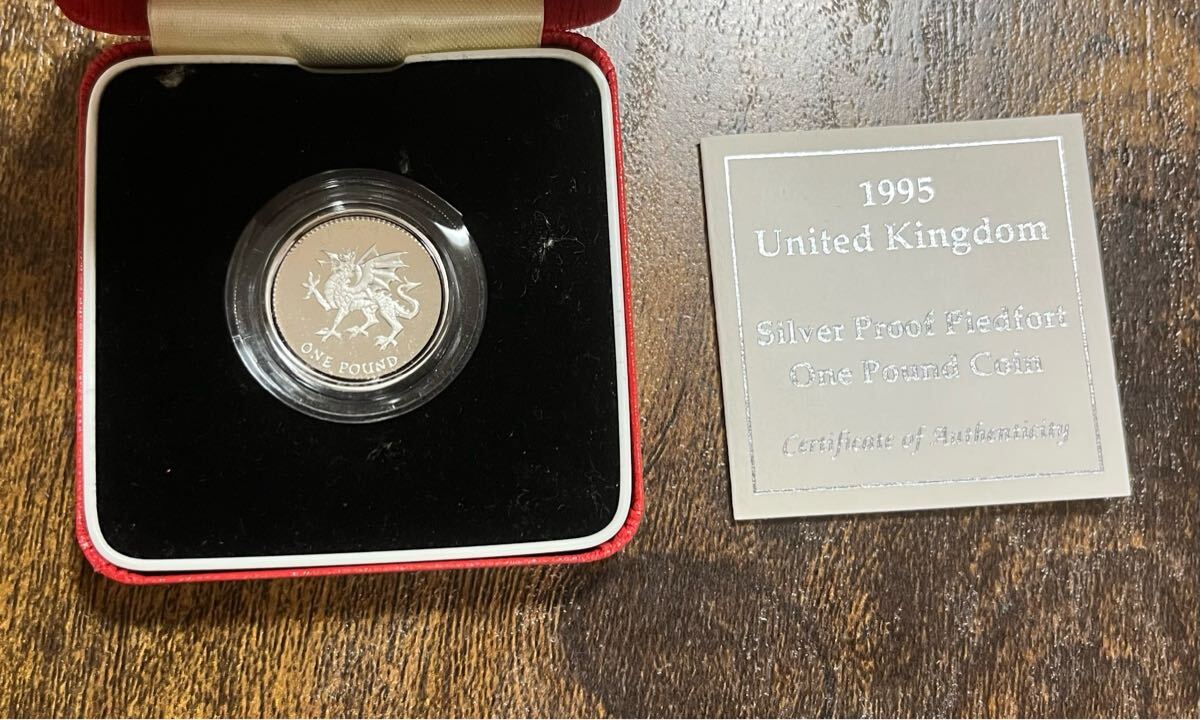 ONE POUND
1995
United Kingdom
Silver Proof Piedfort
One Pound Coin
Certificate of Authenticity